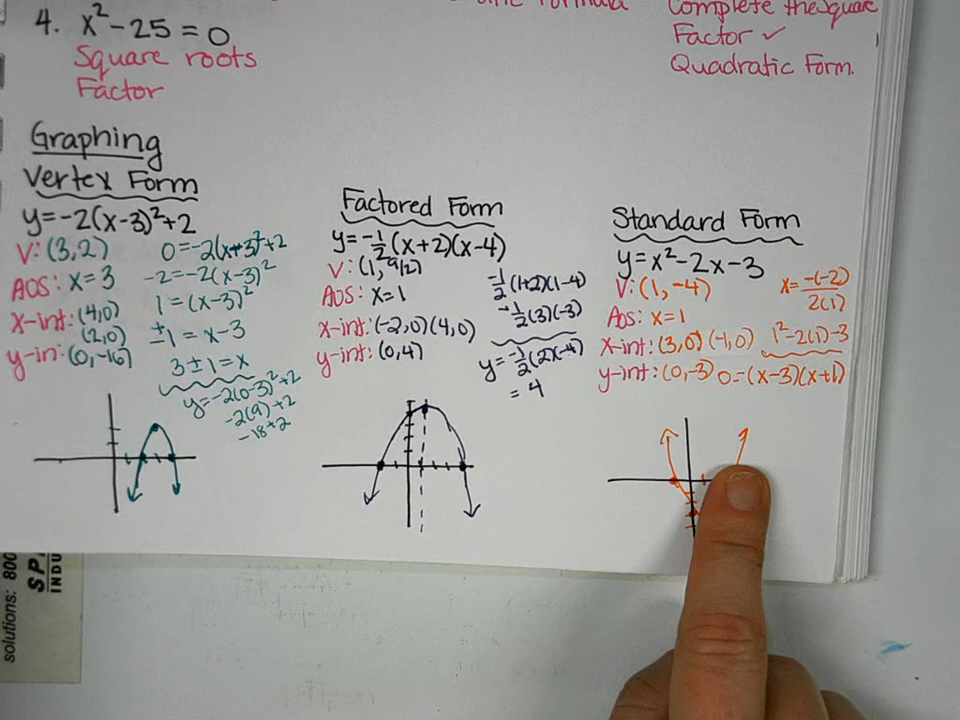 4. x²-25=0
Square roots
Factor
Complete the Square
Factor ✓
Quadratic Form.
Graphing
Vertex Form
y=-2(x-3)²+2
V: (3,2)
AOS: x=3
x-int: (4,0)
(2,0)
y-in: (0,-16)
-2=-2(x-3)²
1=(x-3)²
±1=x-3
3±1=x
y=-2(0-3)²+2
-2(9)+2
-18+2
Factored Form
y=-½(x+2)(x-4)
V: (1, 9/2)
AOS: x=1
x-int: (-2,0)(4,0)
y-int: (0,4)
-½(1+2)(1-4)
-½(3)(-3)
y=-½(2)(-4)
=4
Standard Form
y=x²-2x-3
V: (1,-4)
AOS: x=1
x-int: (3,0)(-1,0)
y-int: (0,-3)
x=-(-2)
2(1)
1²-2(1)-3
0=(x-3)(x+1)
solutions: 800